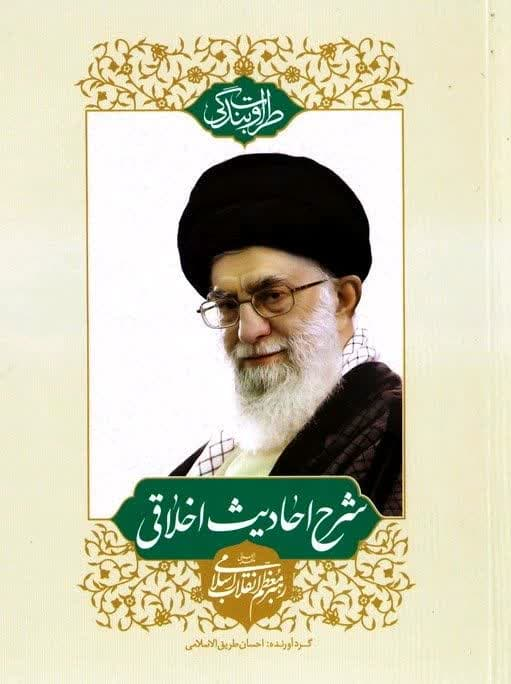 طراوت بندگی
شرح احادیث اخلاقی
رهبر معظم انقلاب اسلامی
گردآورنده: احسان طریق الاسلامی